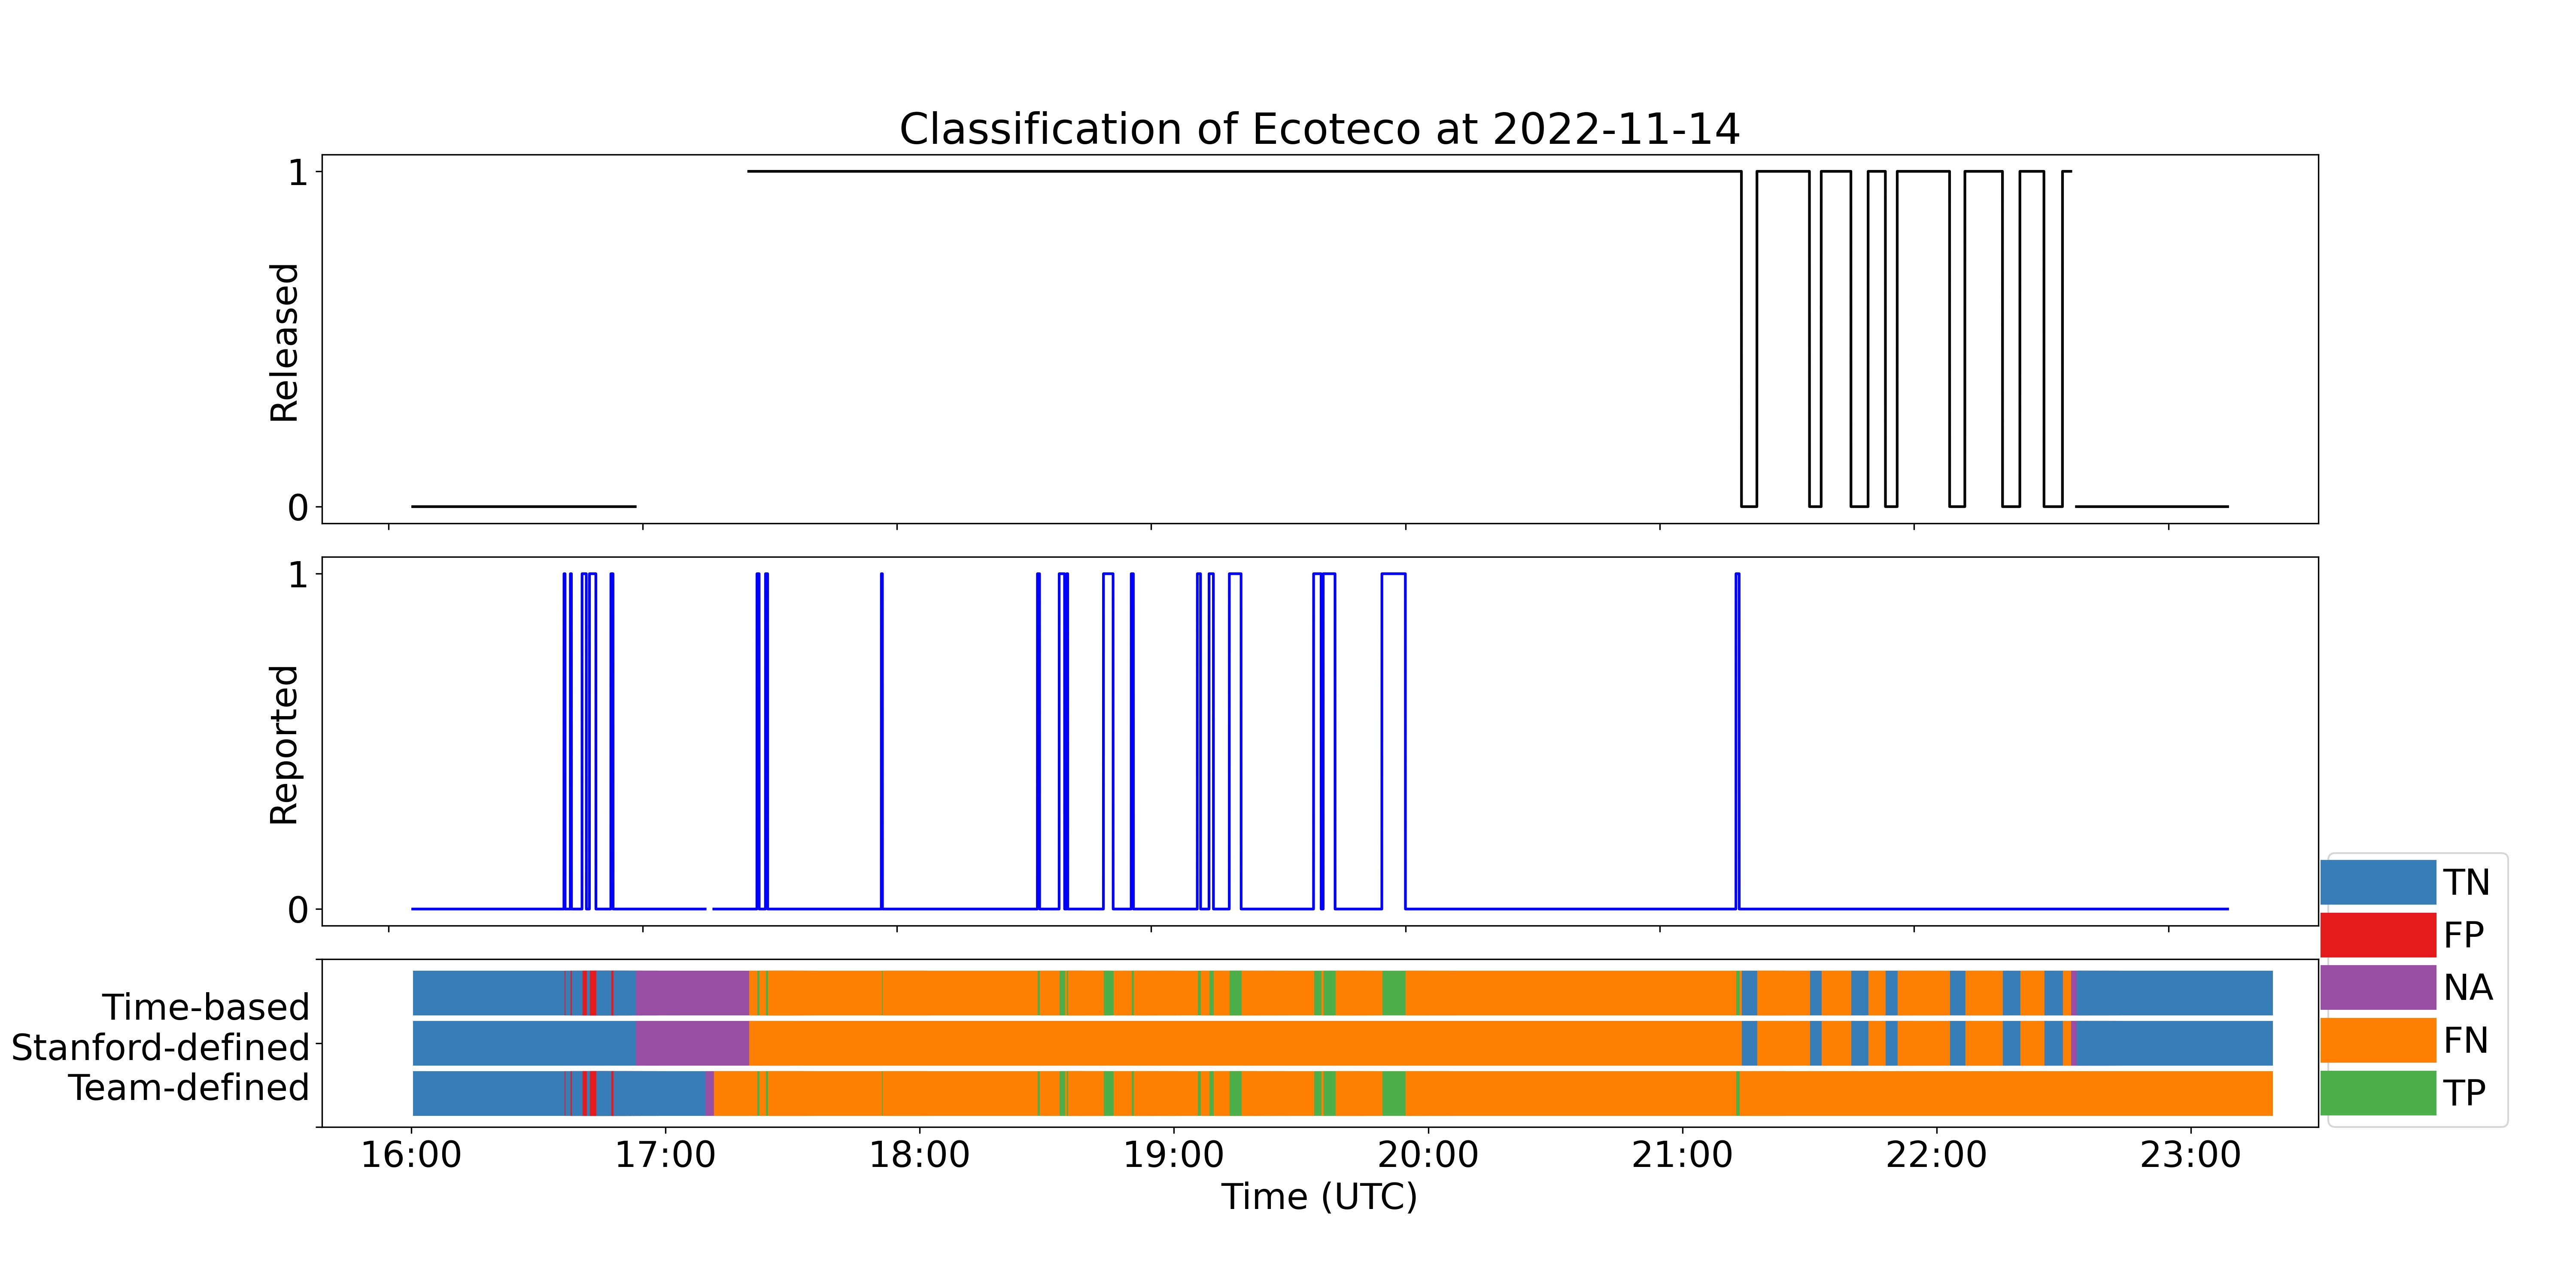 Classification of Ecoteco at 2022-11-14
1
Released
0
1
Reported
0
TN
FP
NA
FN
TP
Time-based
Stanford-defined
Team-defined
16:00 17:00 18:00 19:00 20:00 21:00 22:00 23:00
Time (UTC)